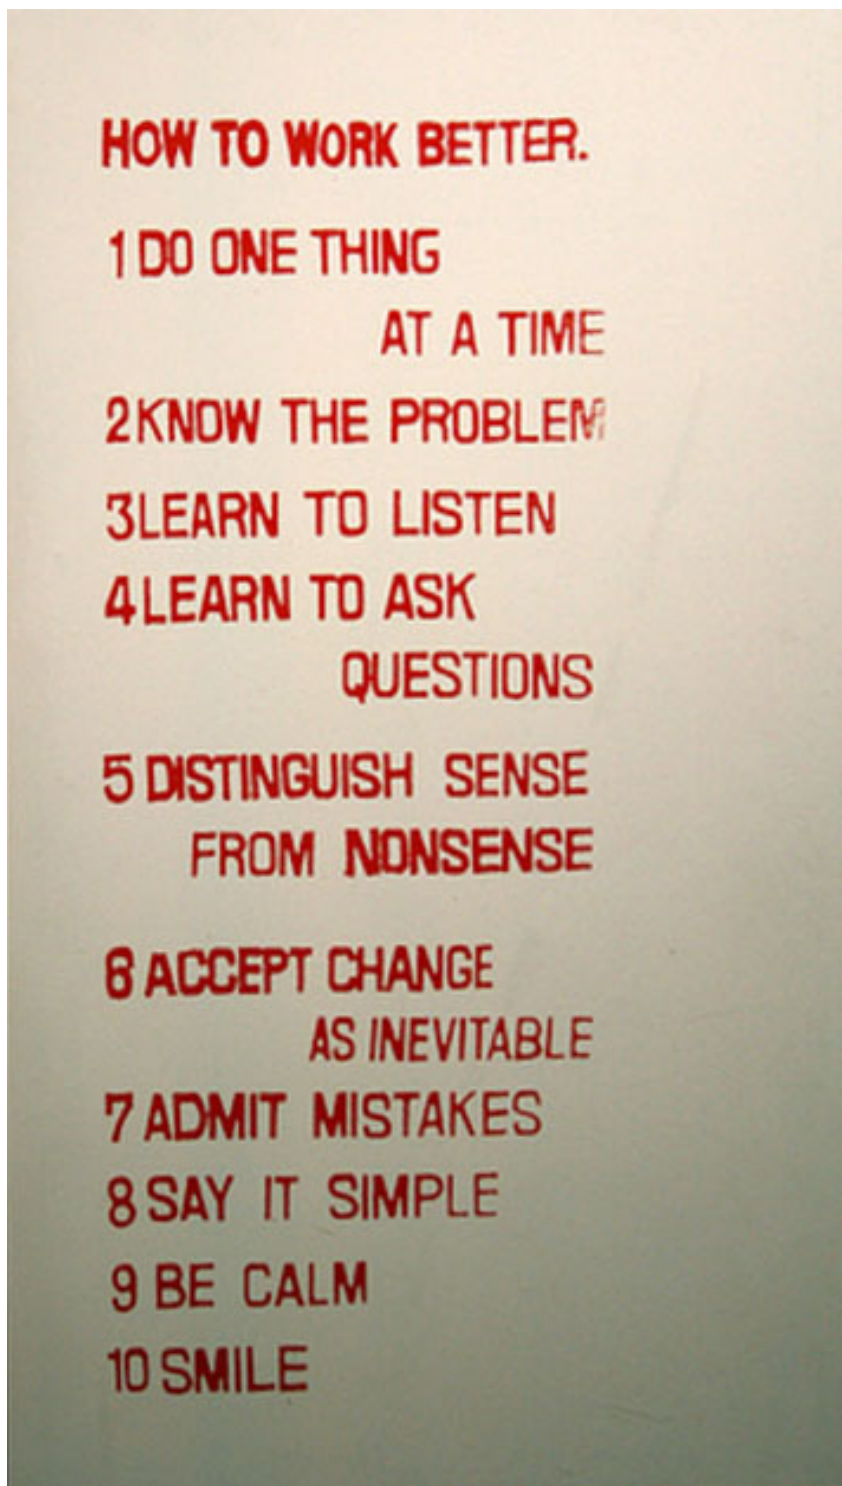 HOW TO WORK BETTER.
1 DO ONE THING
AT A TIME
2 KNOW THE PROBLEM
3 LEARN TO LISTEN
4 LEARN TO ASK
QUESTIONS
5 DISTINGUISH SENSE
FROM NONSENSE
6 ACCEPT CHANGE
AS INEVITABLE
7 ADMIT MISTAKES
8 SAY IT SIMPLE
9 BE CALM
10 SMILE